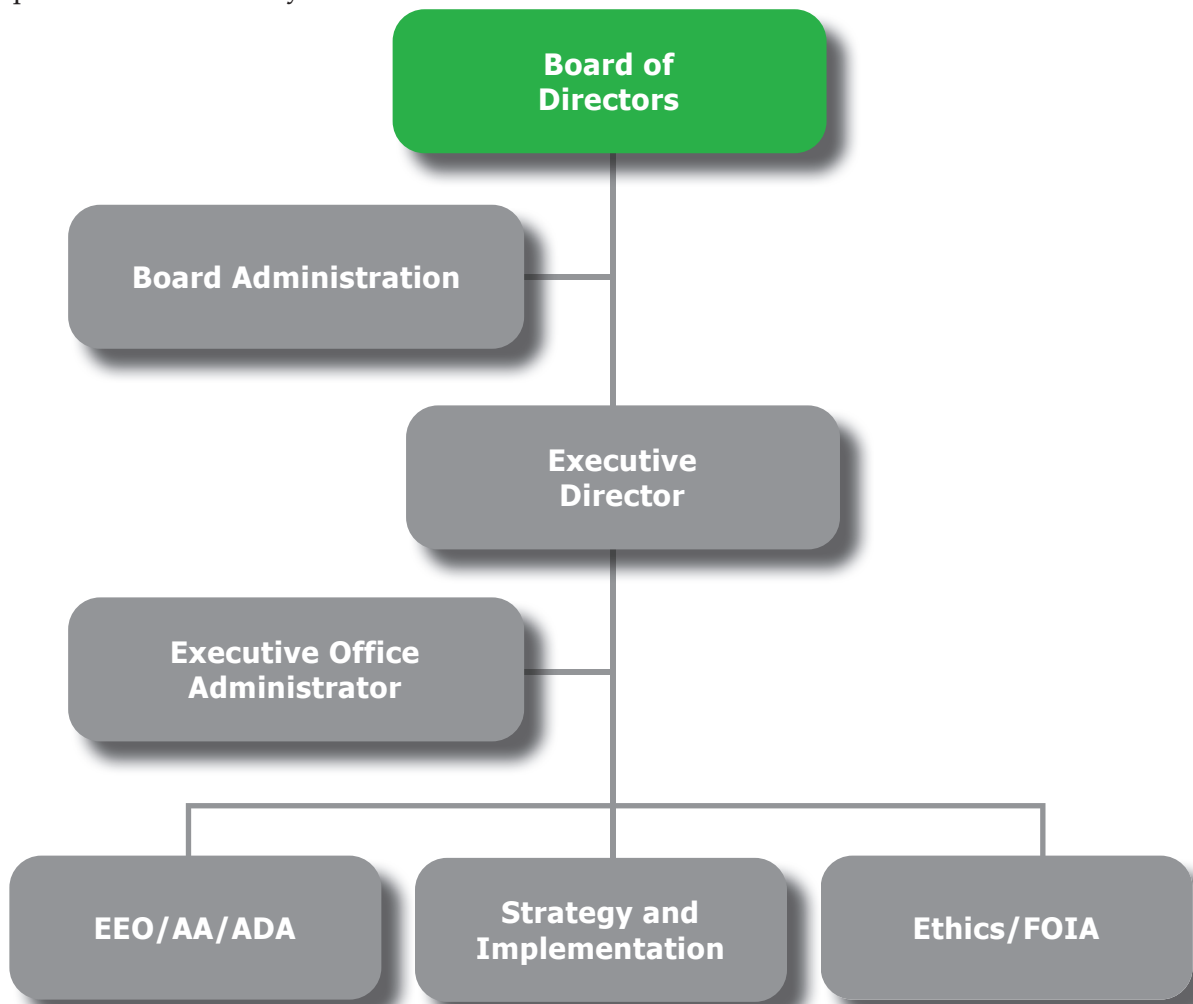 Board of
Directors
Board Administration
Executive
Director
Executive Office
Administrator
EEO/AA/ADA
Strategy and
Implementation
Ethics/FOIA